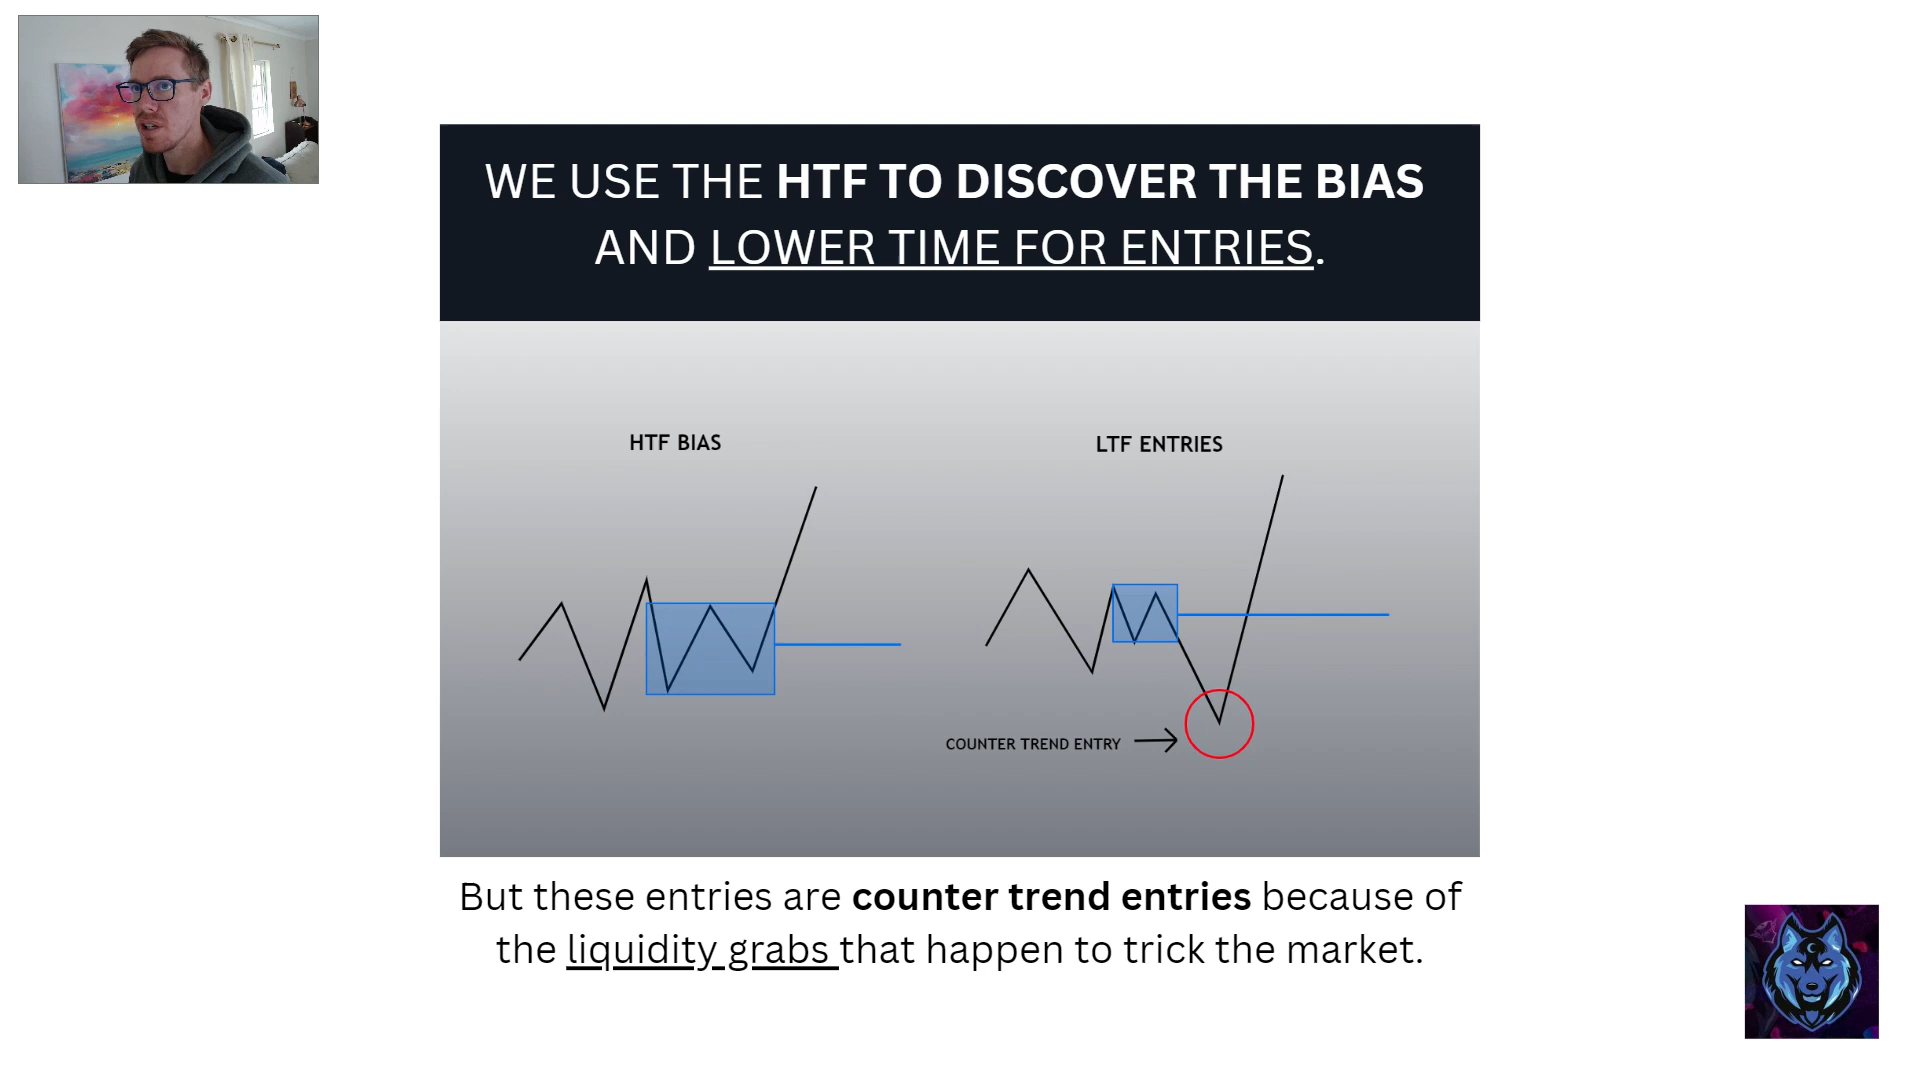 WE USE THE HTF TO DISCOVER THE BIAS
AND LOWER TIME FOR ENTRIES.
HTF BIAS
LTF ENTRIES
COUNTER TREND ENTRY
But these entries are counter trend entries because of
the liquidity grabs that happen to trick the market.